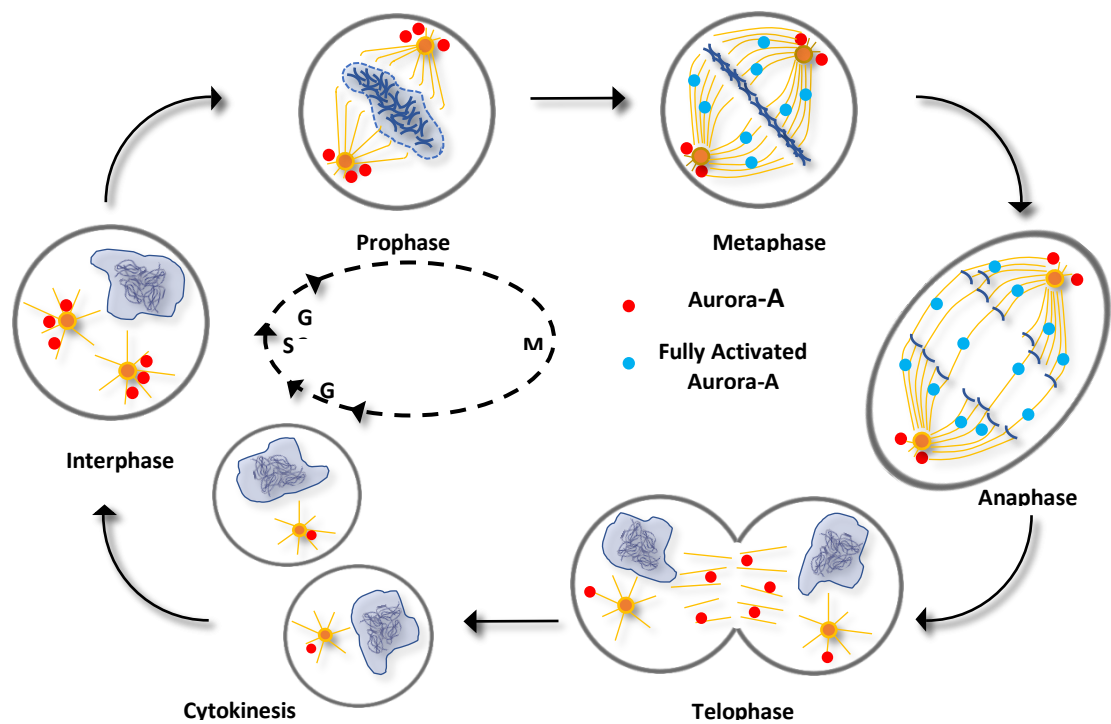 Prophase
Metaphase
G
S
M
G
Aurora-A
Fully Activated
Aurora-A
Interphase
Anaphase
Cytokinesis
Telophase